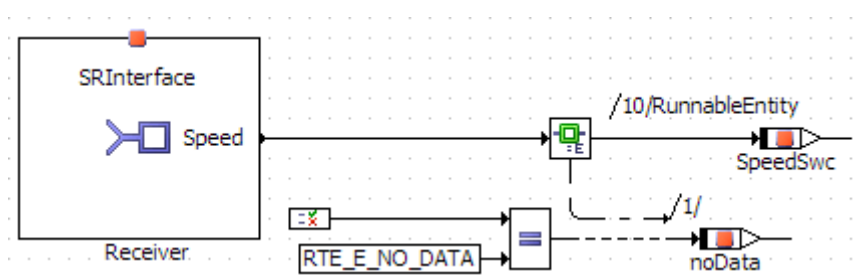 SRInterface
Speed
/10/RunnableEntity
SpeedSwc
E
/1/
=
RTE_E_NO_DATA
noData
Receiver